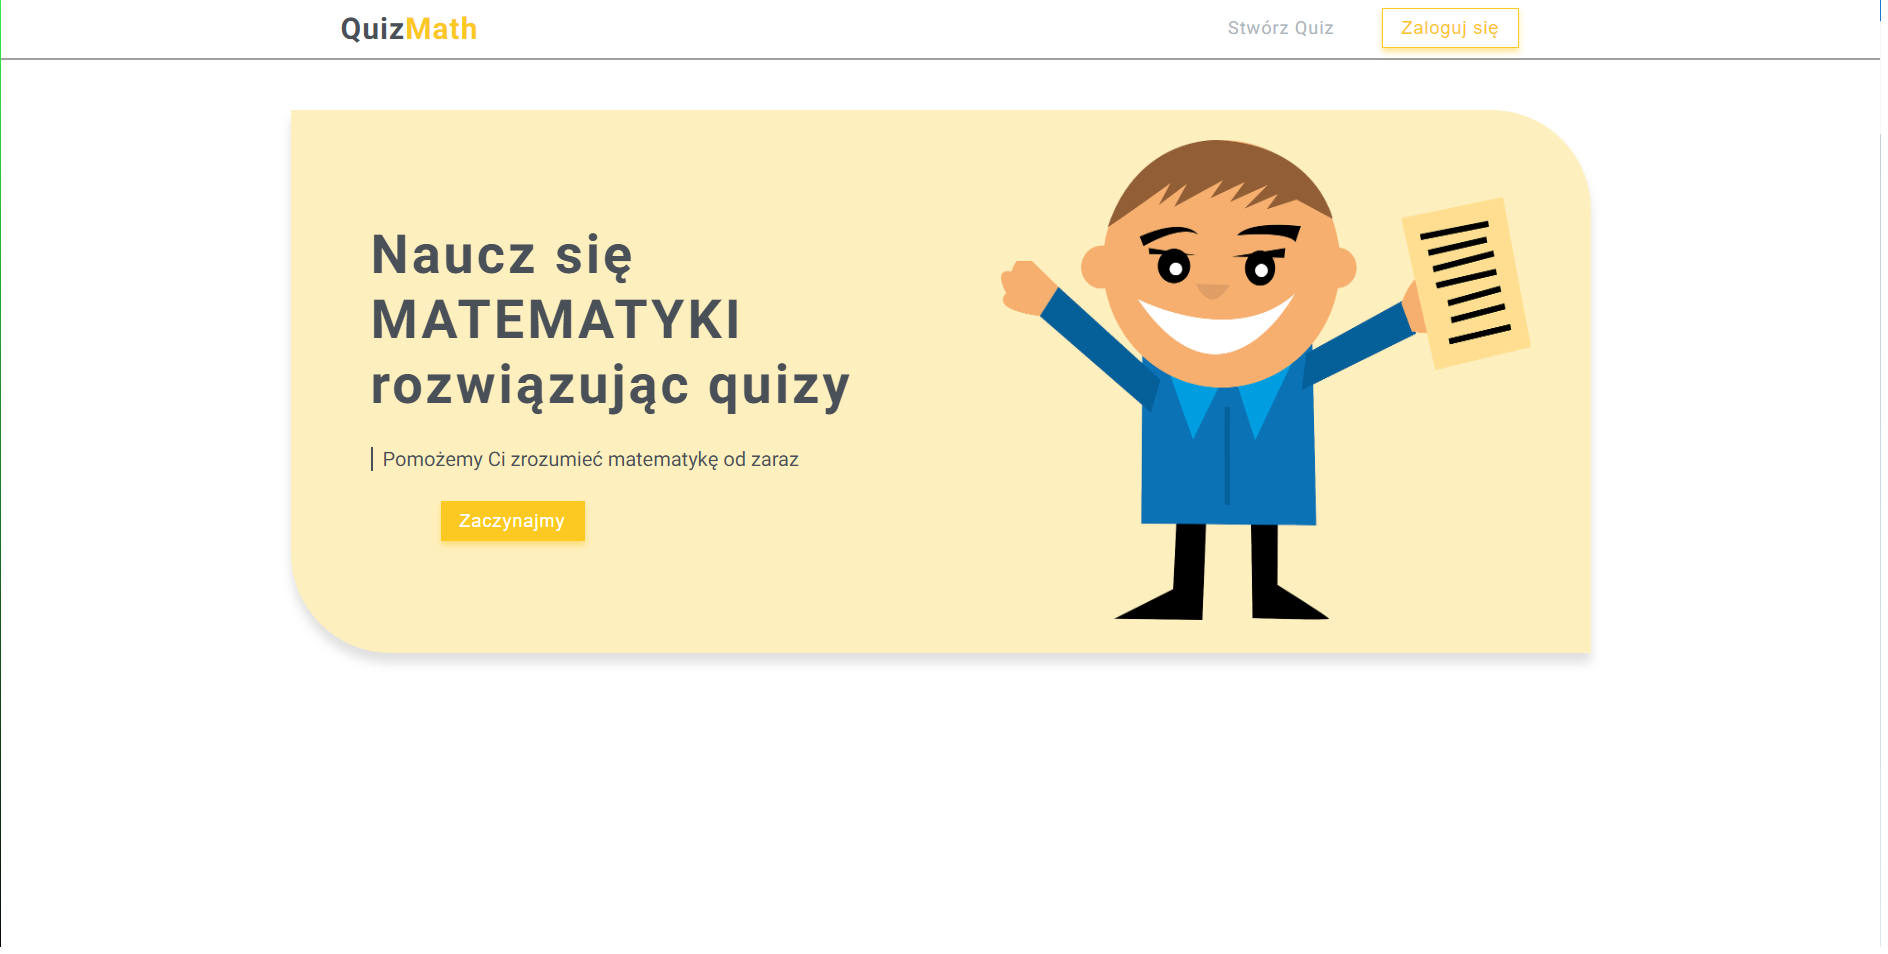 QuizMath
Stwórz Quiz
Zaloguj się
Naucz się
MATEMATYKI
rozwiązując quizy
Pomożemy Ci zrozumieć matematykę od zaraz
Zaczynajmy